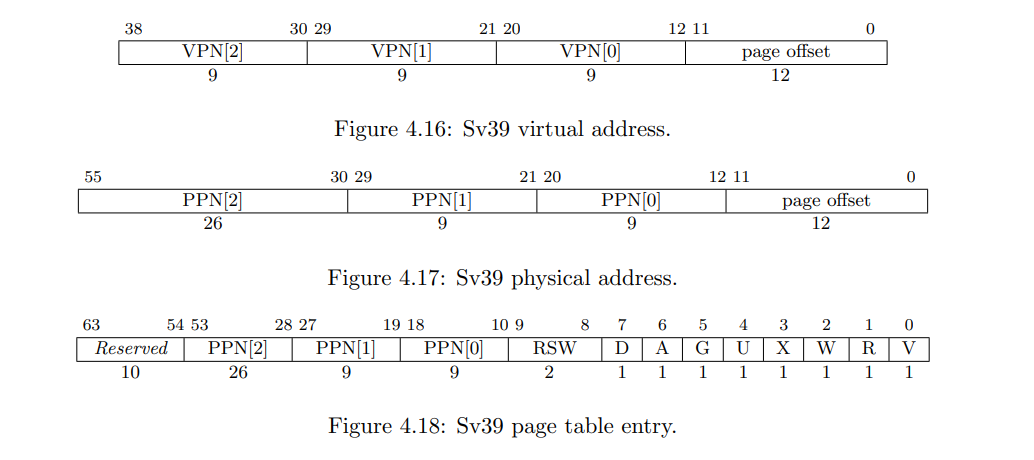 38 30 29 21 20 12 11 0
VPN[2] VPN[1] VPN[0] page offset
9 9 9 12
Figure 4.16: Sv39 virtual address.
55 30 29 21 20 12 11 0
PPN[2] PPN[1] PPN[0] page offset
26 9 9 12
Figure 4.17: Sv39 physical address.
63 54 53 28 27 19 18 10 9 8 7 6 5 4 3 2 1 0
Reserved PPN[2] PPN[1] PPN[0] RSW D A G U X W R V
10 26 9 9 2 1 1 1 1 1 1 1 1
Figure 4.18: Sv39 page table entry.